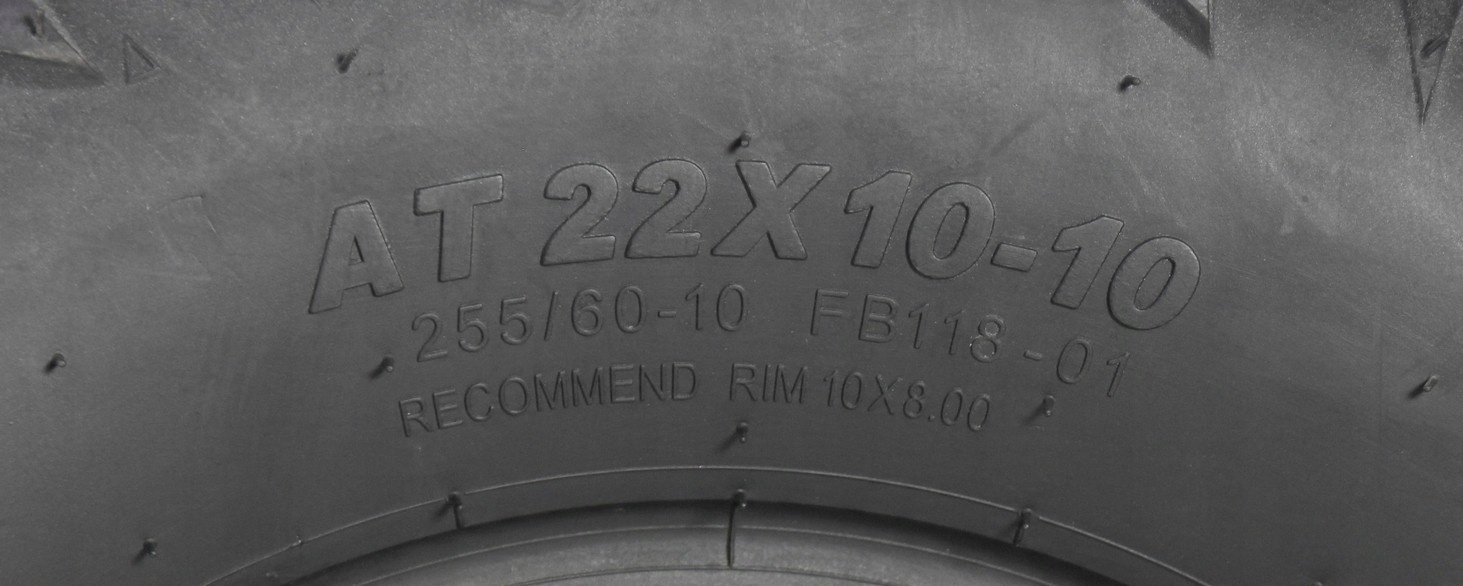 AT 22X10-10
255/60-10 FB118-01
RECOMMEND RIM 10X8.00